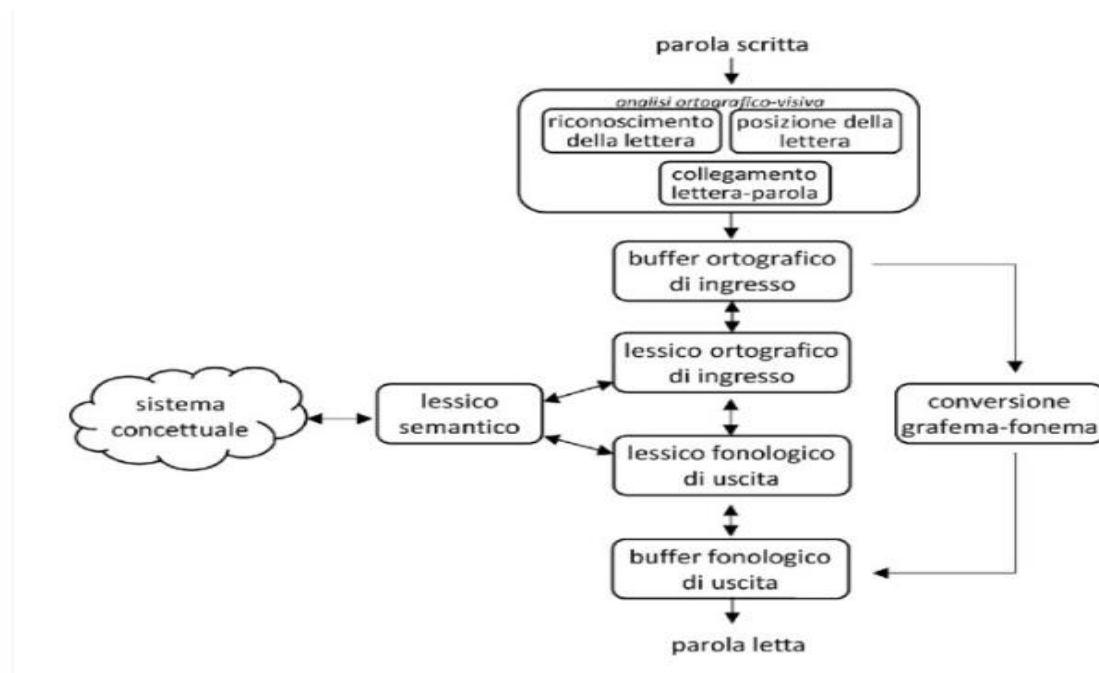 parola scritta
analisi ortografico-visiva
riconoscimento
della lettera
posizione della
lettera
collegamento
lettera-parola
buffer ortografico
di ingresso
lessico ortografico
di ingresso
sistema
concettuale
lessico
semantico
conversione
grafema-fonema
lessico fonologico
di uscita
buffer fonologico
di uscita
parola letta